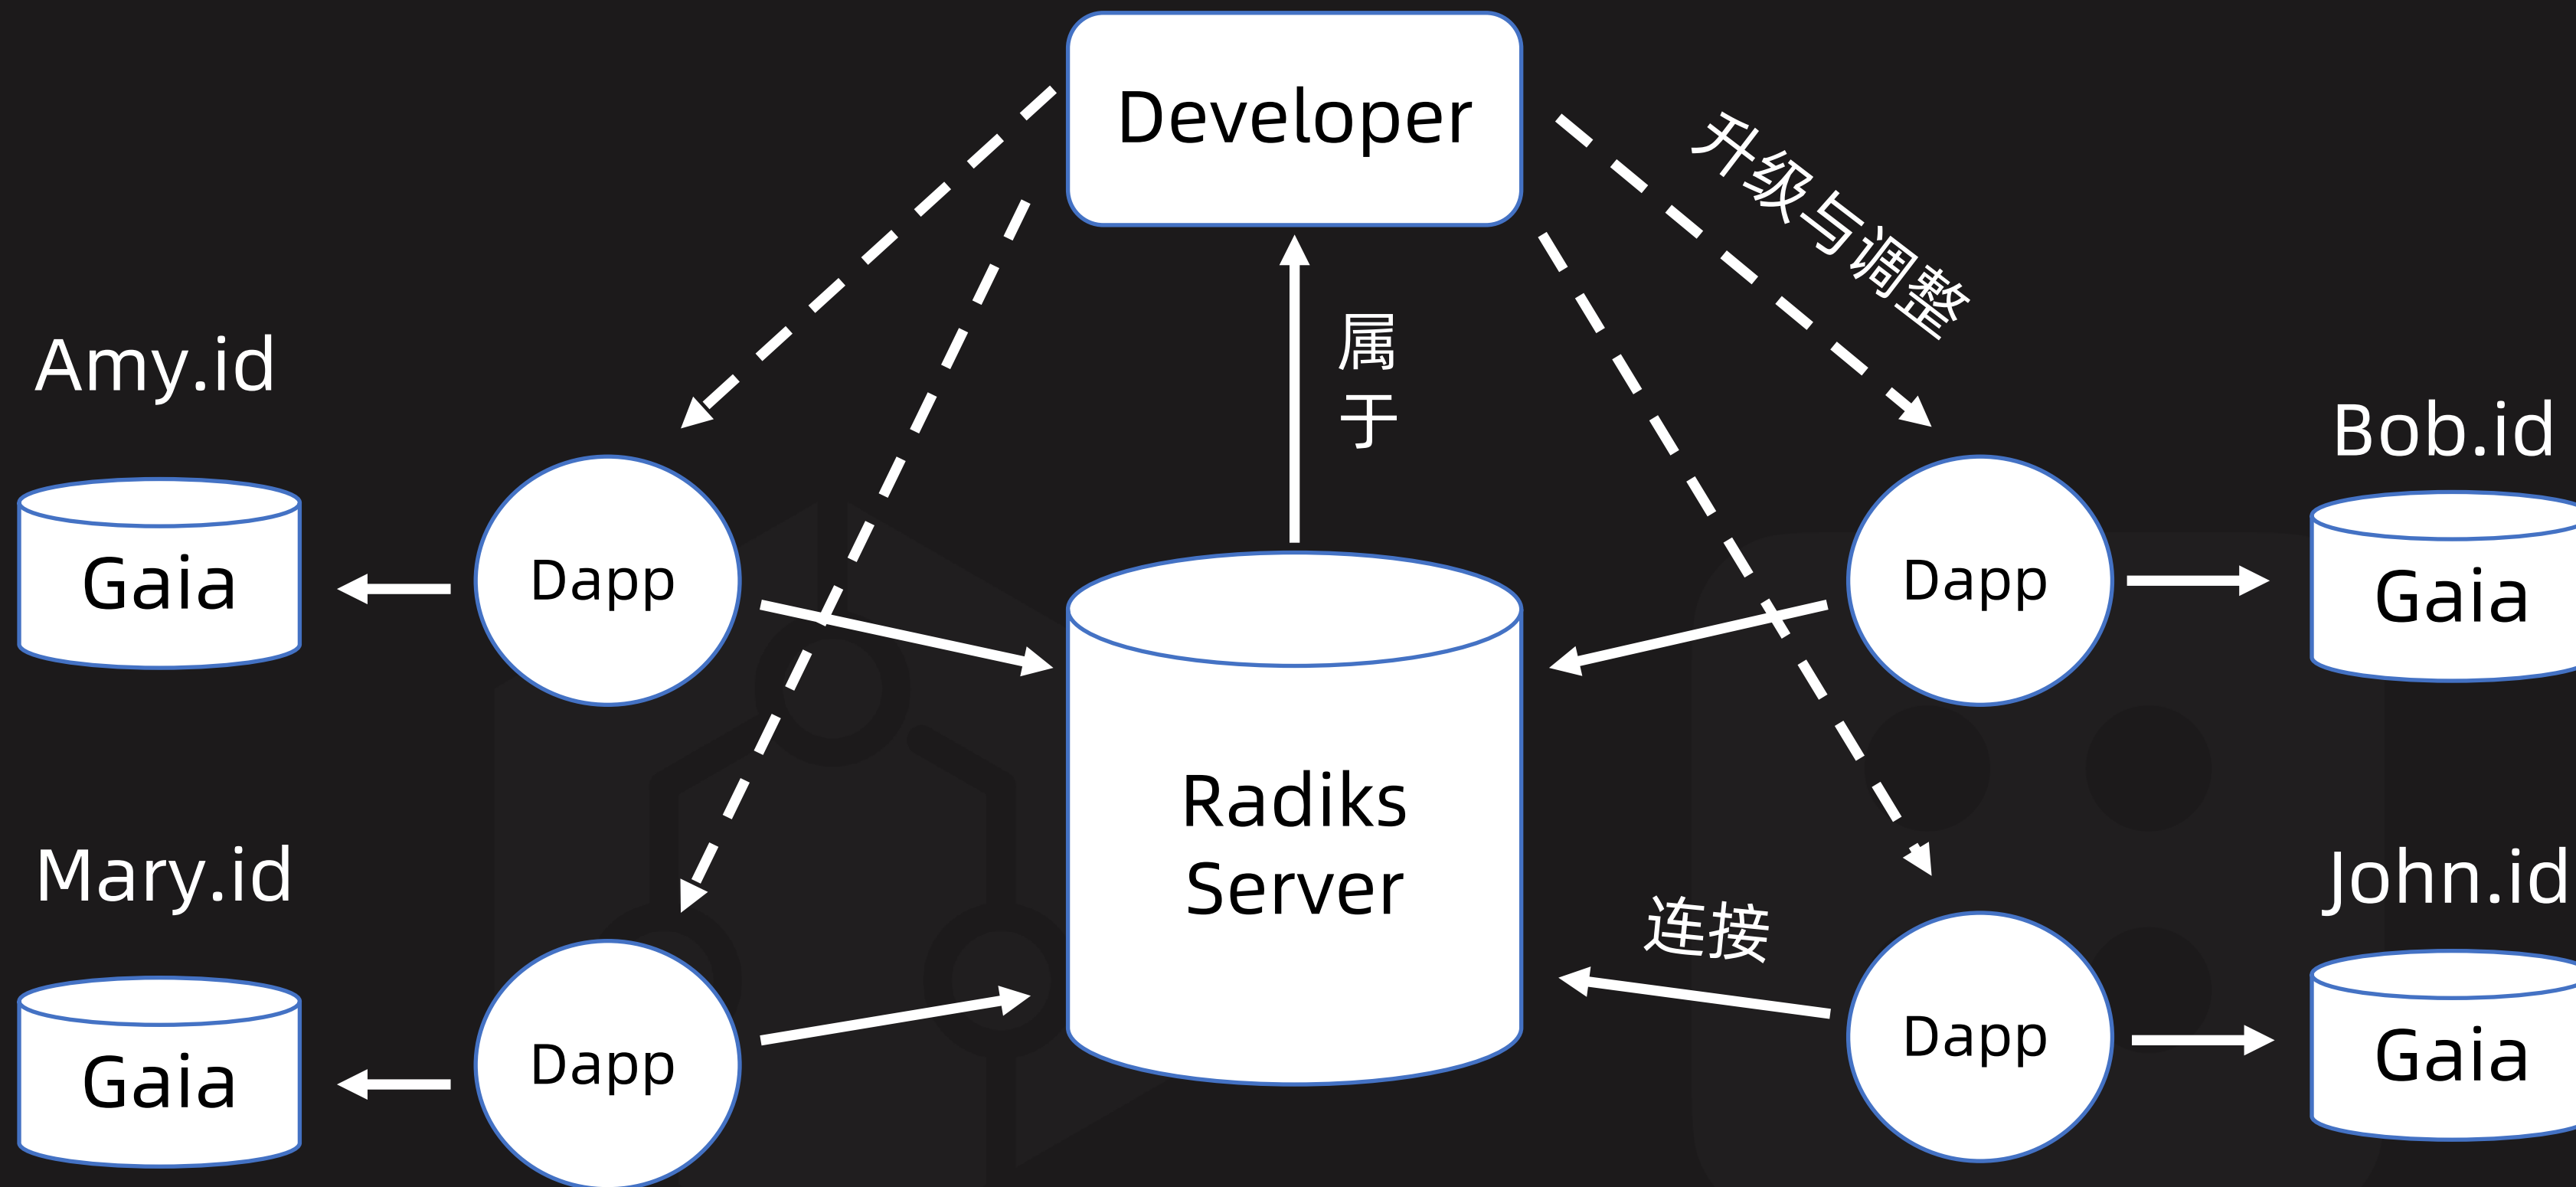 Developer
升级与调整
属
于
Amy.id
Bob.id
Gaia
Dapp
Dapp
Gaia
Radiks
Server
Mary.id
John.id
连接
Gaia
Dapp
Dapp
Gaia